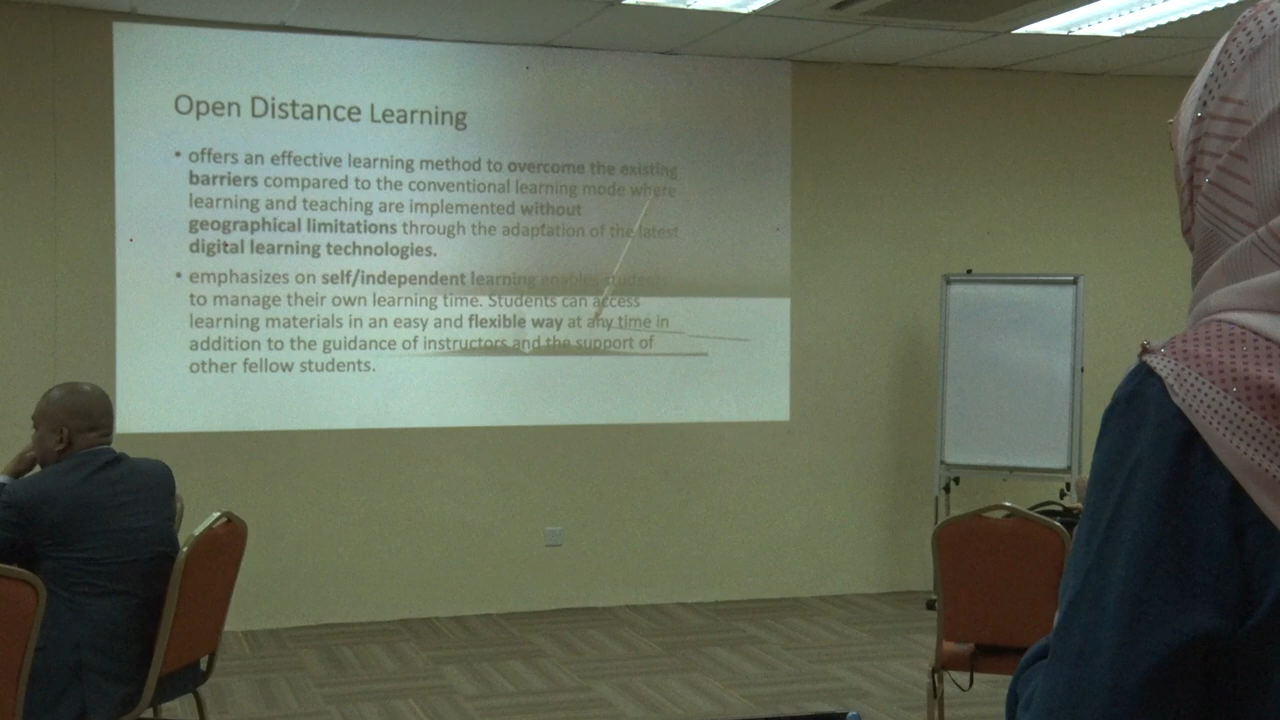 Open Distance Learning
• offers an effective learning method to overcome the existing
barriers compared to the conventional learning mode where
learning and teaching are implemented without
geographical limitations through the adaptation of the latest
digital learning technologies.
• emphasizes on self/independent learning enables students
to manage their own learning time. Students can access
learning materials in an easy and flexible way at any time in
addition to the guidance of instructors and the support of
other fellow students.